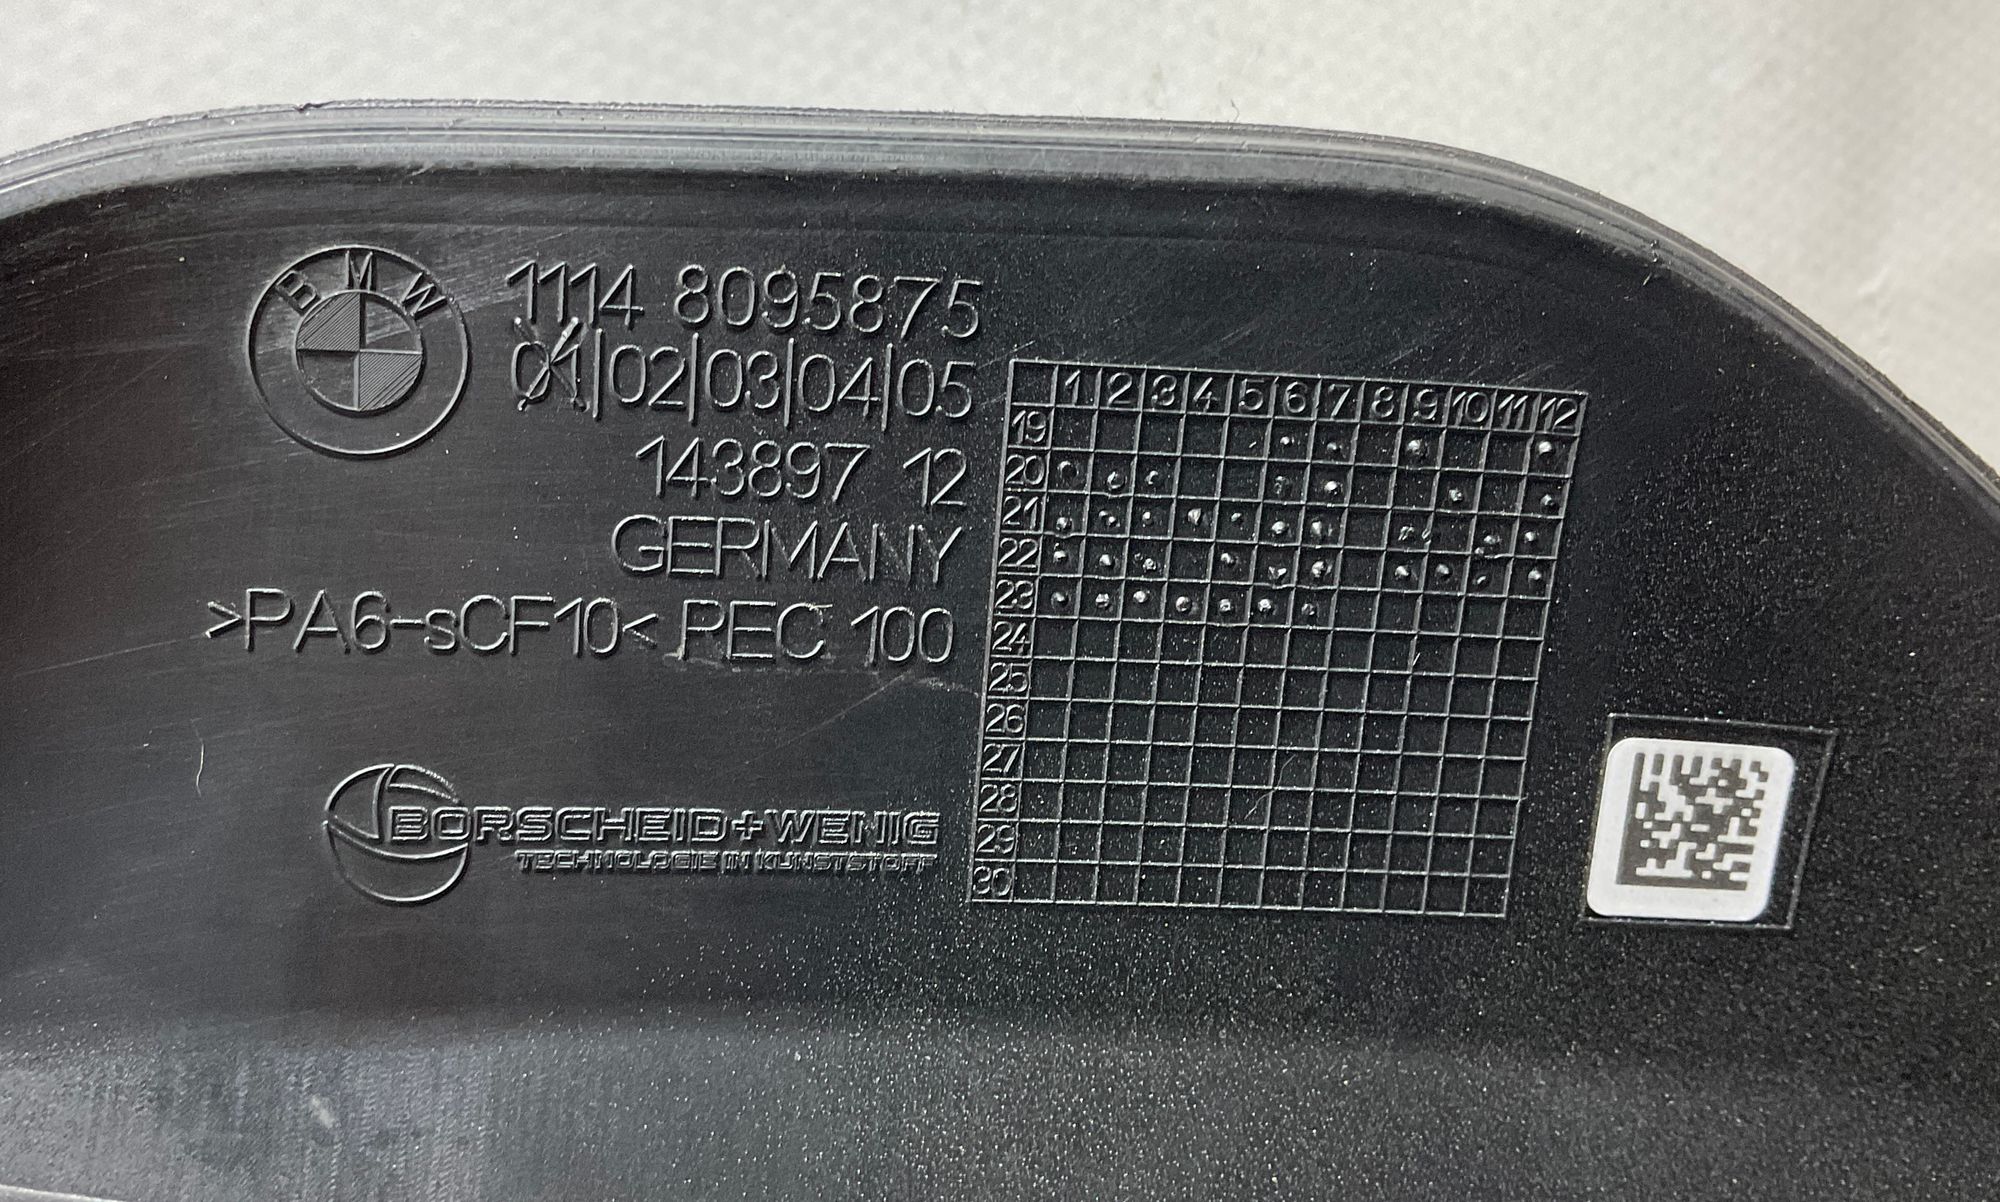 BMW
1114 8095875
01|02|03|04|05
143897 12
GERMANY
>PA6-sCF10< PEC 100
BORSCHEID+WENIG
TECHNOLOGIE IN KUNSTSTOFF
1 2 3 4 5 6 7 8 9 10 11 12
19
20
21
22
23
24
25
26
27
28
29
30